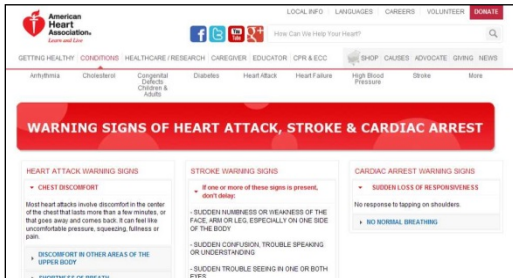 American
Heart
Association®
Learn and Live
LOCAL INFO LANGUAGES CAREERS VOLUNTEER DONATE
You Tube
How Can We Help Your Heart?
GETTING HEALTHY CONDITIONS HEALTHCARE / RESEARCH CAREGIVER EDUCATOR CPR & ECC SHOP CAUSES ADVOCATE GIVING NEWS
Arrhythmia Cholesterol Congenital Defects Children & Adults Diabetes Heart Attack Heart Failure High Blood Pressure Stroke More
WARNING SIGNS OF HEART ATTACK, STROKE & CARDIAC ARREST
HEART ATTACK WARNING SIGNS
CHEST DISCOMFORT
Most heart attacks involve discomfort in the center
of the chest that lasts more than a few minutes, or
that goes away and comes back. It can feel like
uncomfortable pressure, squeezing, fullness or
pain.
DISCOMFORT IN OTHER AREAS OF THE
UPPER BODY
SHORTNESS OF BREATH
STROKE WARNING SIGNS
If one or more of these signs is present,
don't delay:
- SUDDEN NUMBNESS OR WEAKNESS OF THE
FACE, ARM OR LEG, ESPECIALLY ON ONE SIDE
OF THE BODY
- SUDDEN CONFUSION, TROUBLE SPEAKING
OR UNDERSTANDING
- SUDDEN TROUBLE SEEING IN ONE OR BOTH
EYES
CARDIAC ARREST WARNING SIGNS
SUDDEN LOSS OF RESPONSIVENESS
No response to tapping on shoulders.
NO NORMAL BREATHING